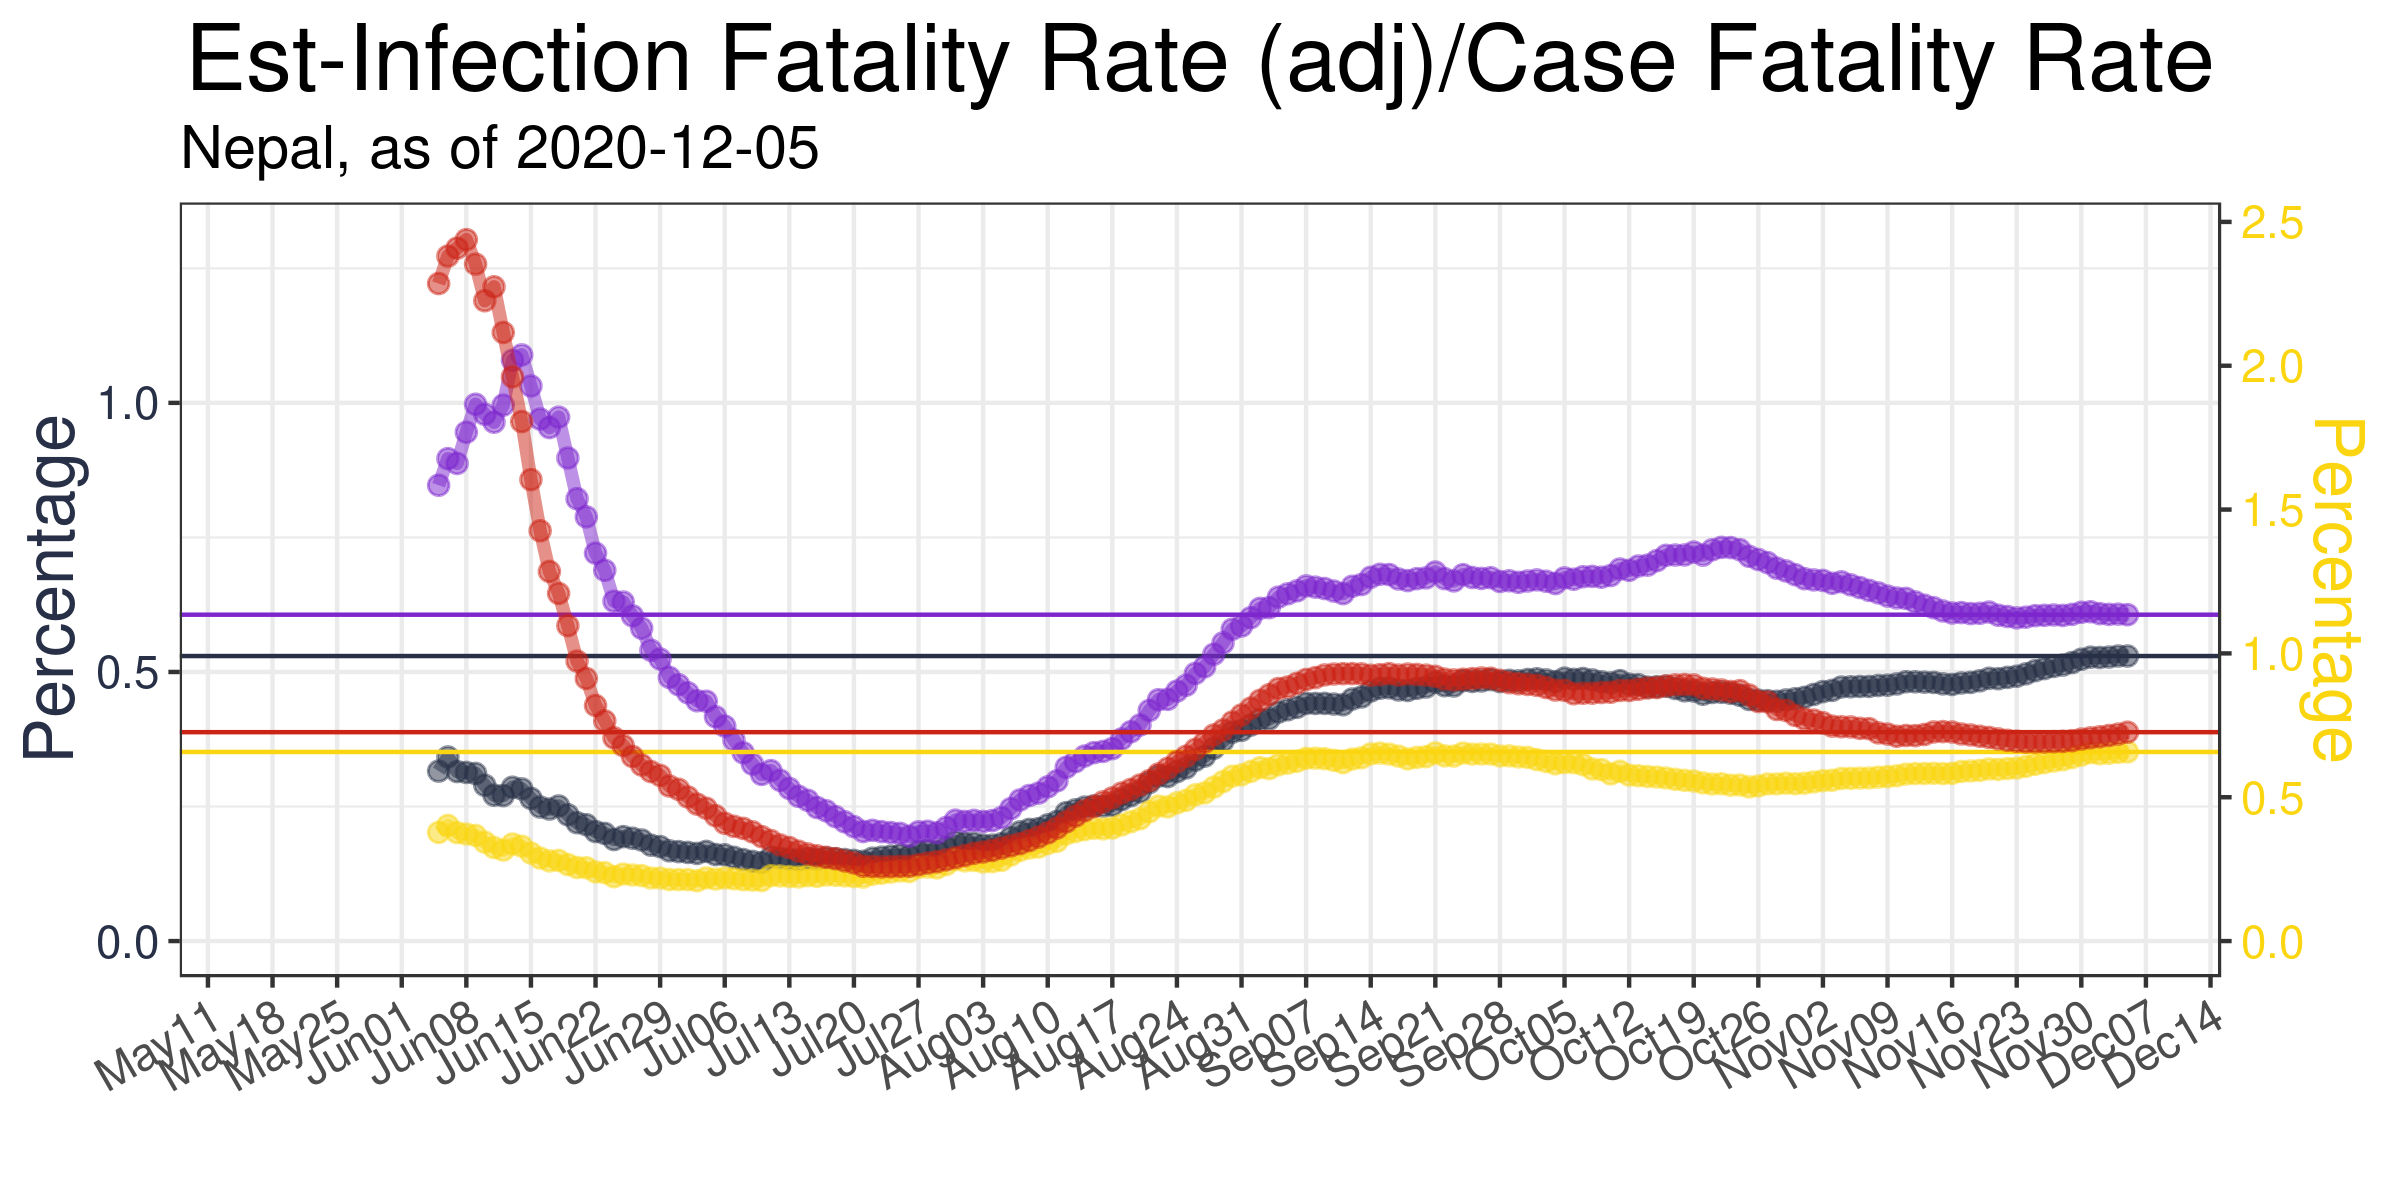 Est-Infection Fatality Rate (adj)/Case Fatality Rate
Nepal, as of 2020-12-05
Percentage
1.0
0.5
0.0
2.5
2.0
1.5
1.0
0.5
0.0
Percentage
May11 May18 May25 Jun01 Jun08 Jun15 Jun22 Jun29 Jul06 Jul13 Jul20 Jul27 Aug03 Aug10 Aug17 Aug24 Aug31 Sep07 Sep14 Sep21 Sep28 Oct05 Oct12 Oct19 Oct26 Nov02 Nov09 Nov16 Nov23 Nov30 Dec07 Dec14